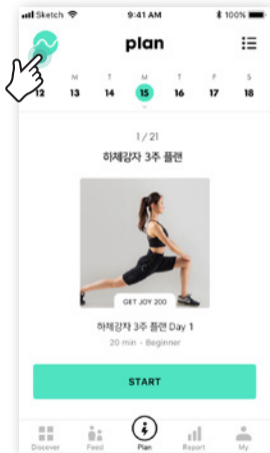 Sketch 9:41 AM 100%
plan
M T M T F S
12 13 14 15 16 17 18
1/21
하체강자 3주 플랜
GET JOY 200
하체강자 3주 플랜 Day 1
20 min - Beginner
START
Discover Feed Plan Report My